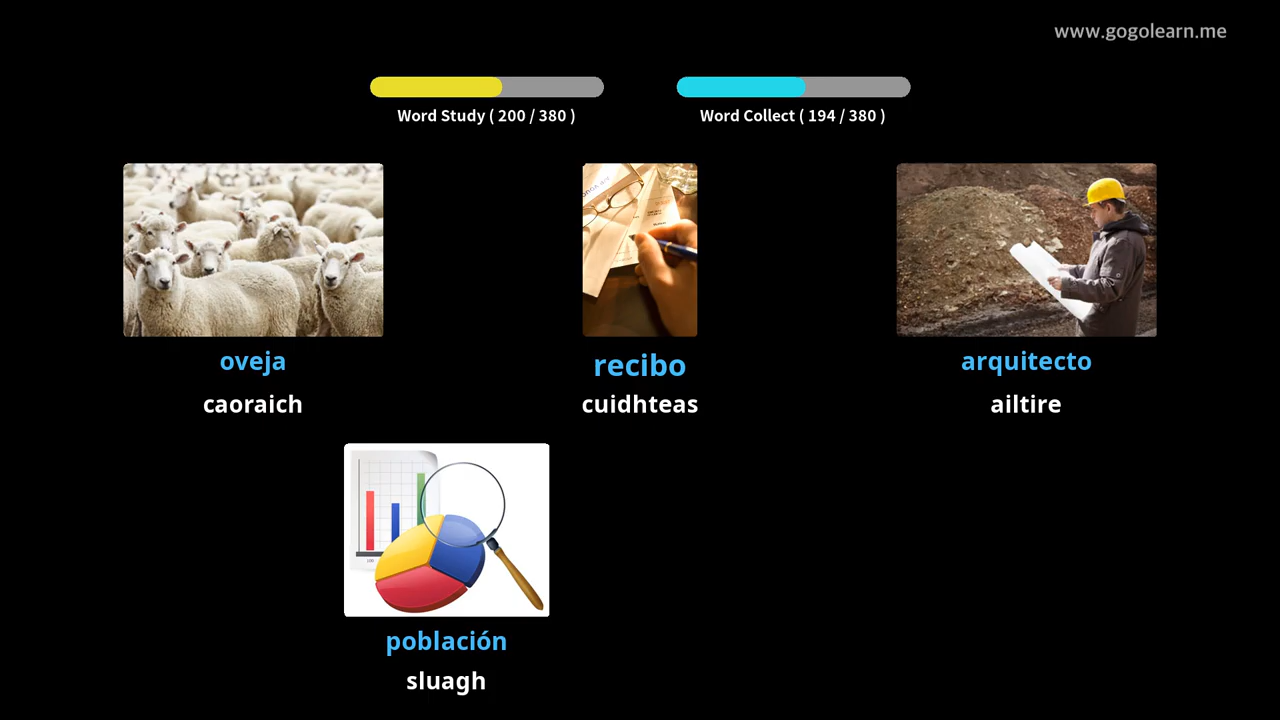 www.gogolearn.me
Word Study ( 200 / 380 )
Word Collect ( 194 / 380 )
oveja
recibo
arquitecto
caoraich
cuidhteas
ailtire
población
sluagh